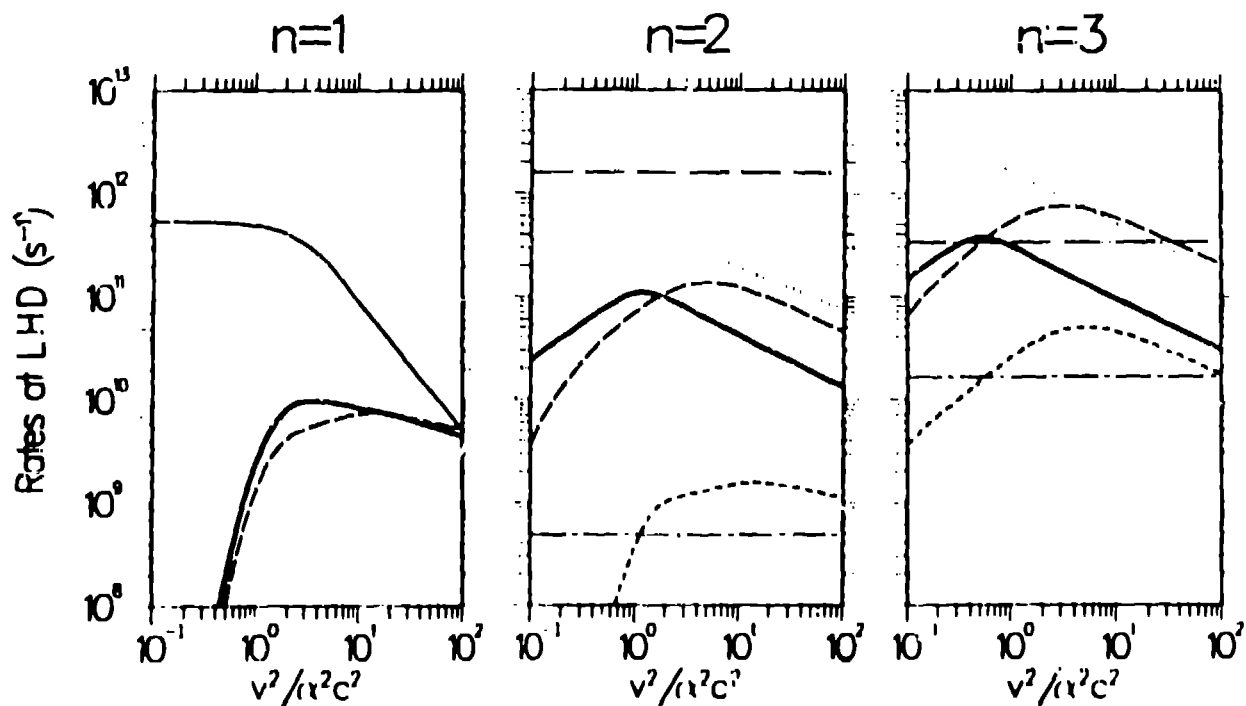 n=1 n=2 n=3
Rates at LHD (s⁻¹)
10¹³
10¹²
10¹¹
10¹⁰
10⁹
10⁸
10⁻¹ 10⁰ 10¹ 10² 10⁻¹ 10⁰ 10¹ 10² 10⁻¹ 10⁰ 10¹ 10²
v²/α²c² v²/α²c² v²/α²c²